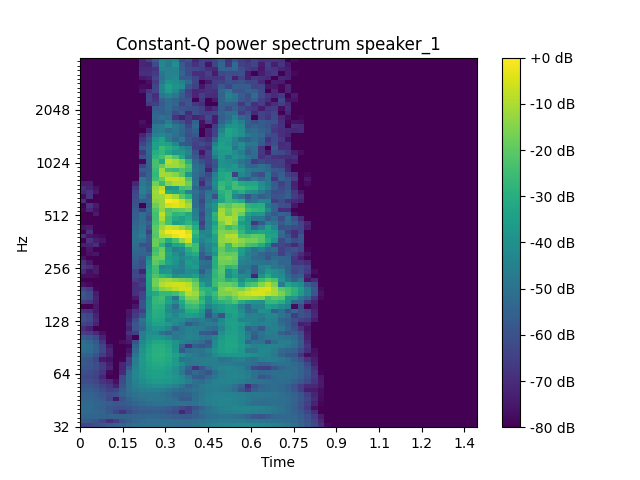 Constant-Q power spectrum speaker_1
Hz
2048
1024
512
256
128
64
32
0 0.15 0.3 0.45 0.6 0.75 0.9 1.1 1.2 1.4
Time
+0 dB
-10 dB
-20 dB
-30 dB
-40 dB
-50 dB
-60 dB
-70 dB
-80 dB